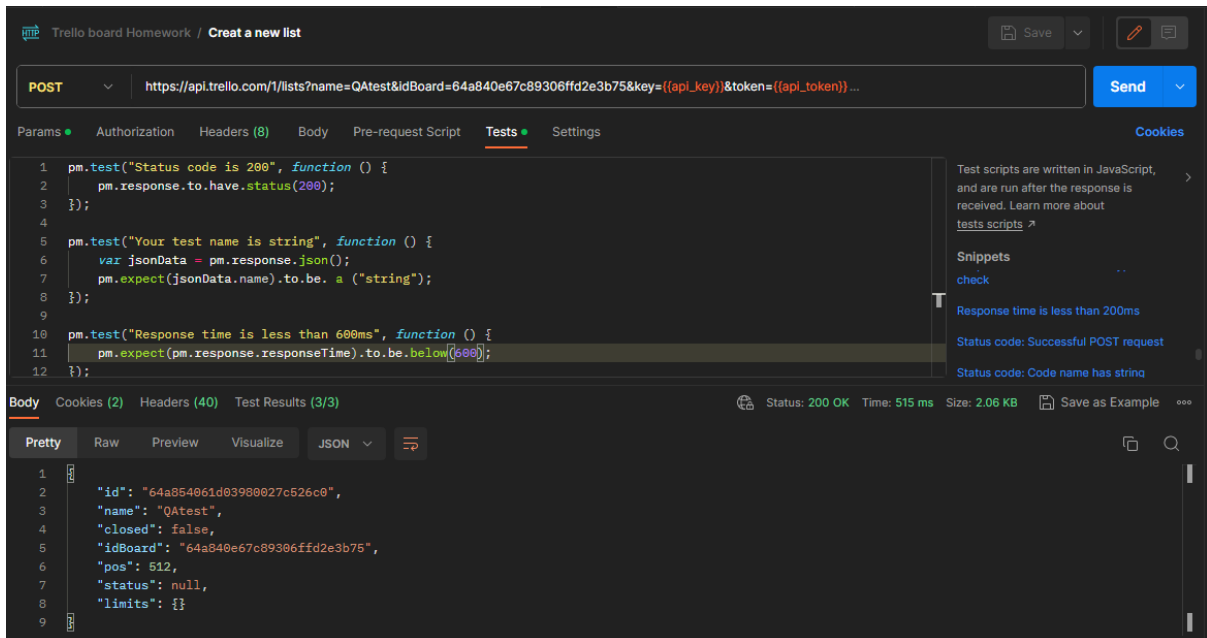 HTTP Trello board Homework / Creat a new list Save
POST https://api.trello.com/1/lists?name=QAtest&idBoard=64a840e67c89306ffd2e3b75&key={{api_key}}&token={{api_token}}... Send
Params Authorization Headers (8) Body Pre-request Script Tests Settings Cookies
1 pm.test("Status code is 200", function () {
2 pm.response.to.have.status(200);
3 });
4
5 pm.test("Your test name is string", function () {
6 var jsonData = pm.response.json();
7 pm.expect(jsonData.name).to.be. a ("string");
8 });
9
10 pm.test("Response time is less than 600ms", function () {
11 pm.expect(pm.response.responseTime).to.be.below(600);
12 });
Test scripts are written in JavaScript,
and are run after the response is
received. Learn more about
tests scripts ↗
Snippets
check
Response time is less than 200ms
Status code: Successful POST request
Status code: Code name has string
Body Cookies (2) Headers (40) Test Results (3/3) Status: 200 OK Time: 515 ms Size: 2.06 KB Save as Example
Pretty Raw Preview Visualize JSON
1 {
2 "id": "64a854061d03980027c526c0",
3 "name": "QAtest",
4 "closed": false,
5 "idBoard": "64a840e67c89306ffd2e3b75",
6 "pos": 512,
7 "status": null,
8 "limits": {}
9 }